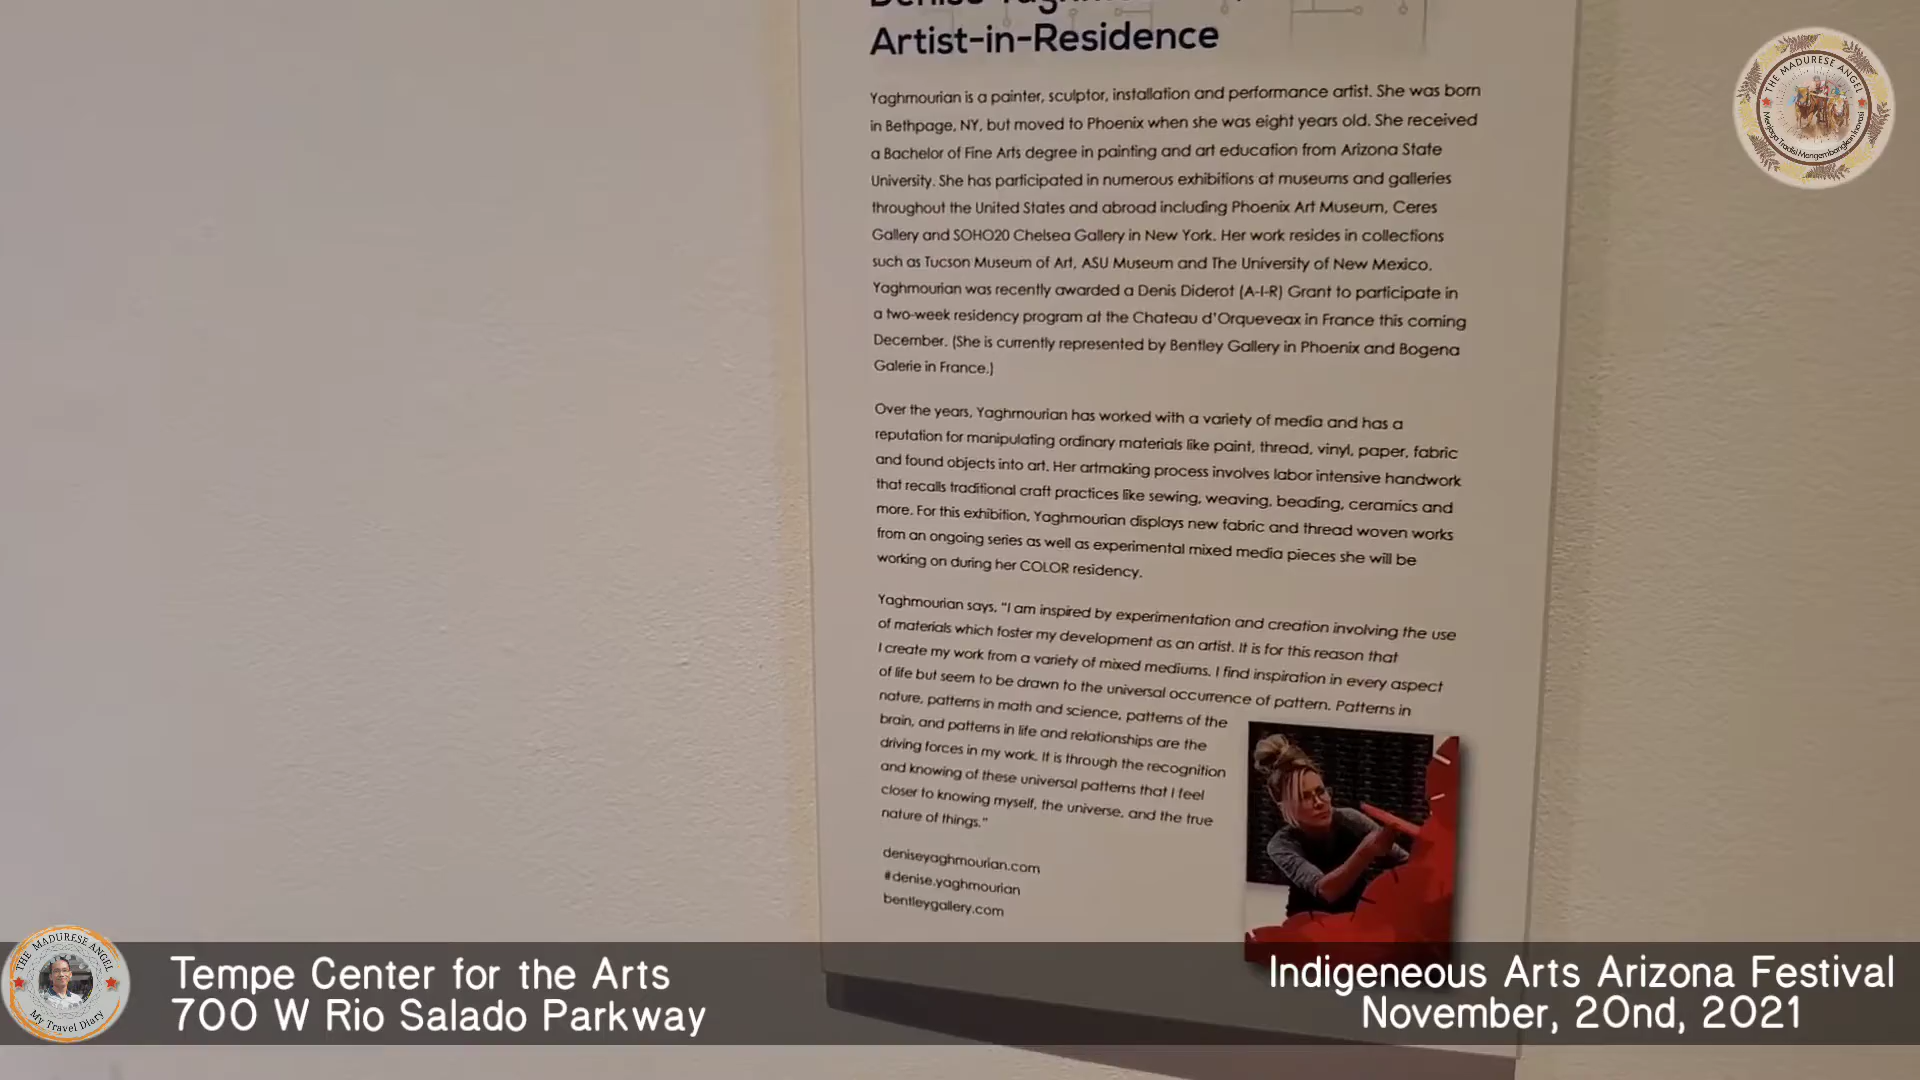 Denise
Artist-in-Residence
Yaghmourian is a painter, sculptor, installation and performance artist. She was born
in Bethpage, NY, but moved to Phoenix when she was eight years old. She received
a Bachelor of Fine Arts degree in painting and art education from Arizona State
University. She has participated in numerous exhibitions at museums and galleries
throughout the United States and abroad including Phoenix Art Museum, Ceres
Gallery and SOHO20 Chelsea Gallery in New York. Her work resides in collections
such as Tucson Museum of Art, ASU Museum and The University of New Mexico.
Yaghmourian was recently awarded a Denis Diderot (A-I-R) Grant to participate in
a two-week residency program at the Chateau d'Orqueveax in France this coming
December. (She is currently represented by Bentley Gallery in Phoenix and Bogena
Galerie in France.)
Over the years, Yaghmourian has worked with a variety of media and has a
reputation for manipulating ordinary materials like paint, thread, vinyl, paper, fabric
and found objects into art. Her artmaking process involves labor intensive handwork
that recalls traditional craft practices like sewing, weaving, beading, ceramics and
more. For this exhibition, Yaghmourian displays new fabric and thread woven works
from an ongoing series as well as experimental mixed media pieces she will be
working on during her COLOR residency.
Yaghmourian says, "I am inspired by experimentation and creation involving the use
of materials which foster my development as an artist. It is for this reason that
I create my work from a variety of mixed mediums. I find inspiration in every aspect
of life but seem to be drawn to the universal occurrence of pattern. Patterns in
nature, patterns in math and science, patterns of the
brain, and patterns in life and relationships are the
driving forces in my work. It is through the recognition
and knowing of these universal patterns that I feel
closer to knowing myself, the universe, and the true
nature of things."
deniseyaghmourian.com
#denise.yaghmourian
bentleygallery.com
THE MADURESE ANGEL
Menjaga Tradisi Mengembangkan Inovasi
THE MADURESE ANGEL
My Travel Diary
Tempe Center for the Arts
700 W Rio Salado Parkway
Indigeneous Arts Arizona Festival
November, 20nd, 2021